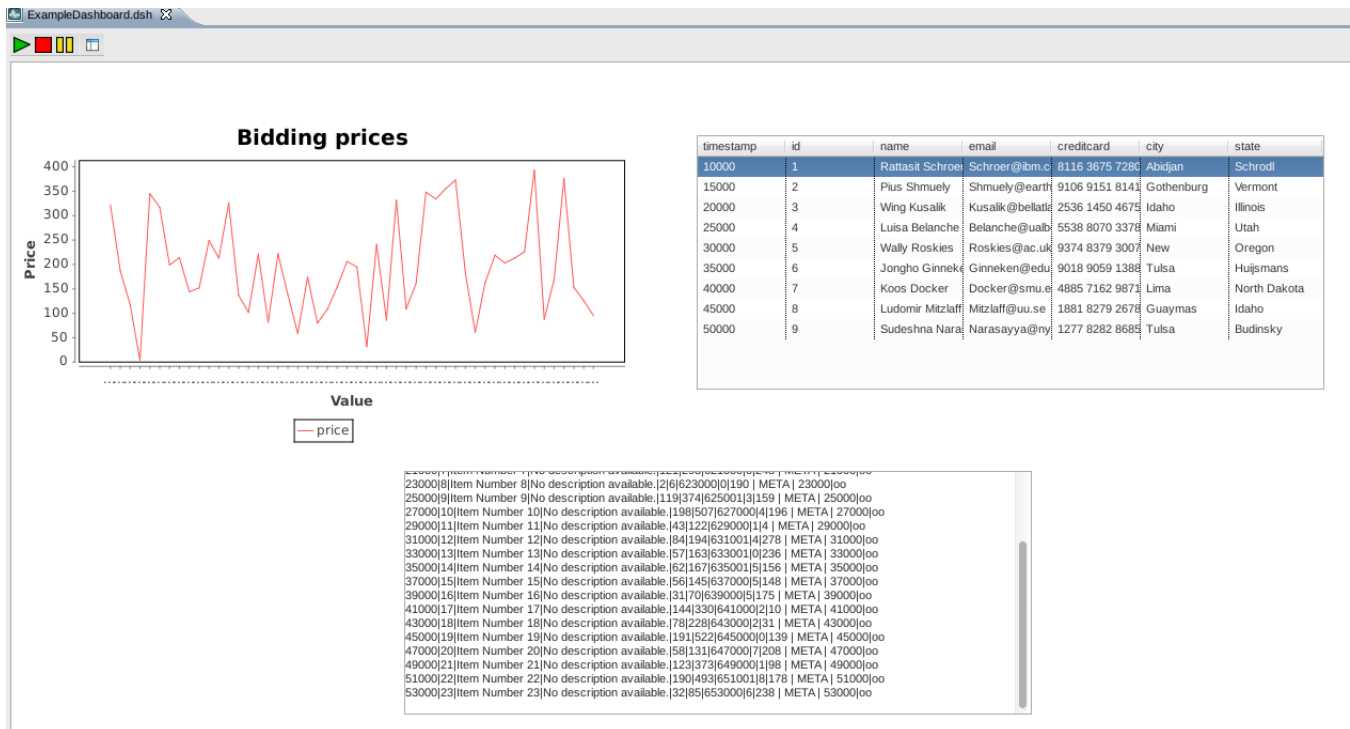 ExampleDashboard.dsh
Bidding prices
400
350
300
250
200
150
100
50
0
Price
Value
price
timestamp id name email creditcard city state
10000 1 Rattasit Schroe Schroer@ibm.c 8116 3675 7280 Abidjan Schrodl
15000 2 Pius Shmuely Shmuely@earth 9106 9151 8141 Gothenburg Vermont
20000 3 Wing Kusalik Kusalik@bellatl 2536 1450 4675 Idaho Illinois
25000 4 Luisa Belanche Belanche@ualb 5538 8070 3378 Miami Utah
30000 5 Wally Roskies Roskies@ac.uk 9374 8379 3007 New Oregon
35000 6 Jongho Ginneke Ginneken@edu 9018 9059 1388 Tulsa Huijsmans
40000 7 Koos Docker Docker@smu.e 4885 7162 9871 Lima North Dakota
45000 8 Ludomir Mitzlaff Mitzlaff@uu.se 1881 8279 2678 Guaymas Idaho
50000 9 Sudeshna Nara Narasayya@ny 1277 8282 8685 Tulsa Budinsky
23000|8|Item Number 8|No description available.|2|6|623000|0|190 | META | 23000|oo
25000|9|Item Number 9|No description available.|119|374|625001|3|159 | META | 25000|oo
27000|10|Item Number 10|No description available.|198|507|627000|4|196 | META | 27000|oo
29000|11|Item Number 11|No description available.|43|122|629000|1|4 | META | 29000|oo
31000|12|Item Number 12|No description available.|84|194|631001|4|278 | META | 31000|oo
33000|13|Item Number 13|No description available.|57|163|633001|0|236 | META | 33000|oo
35000|14|Item Number 14|No description available.|62|167|635001|5|156 | META | 35000|oo
37000|15|Item Number 15|No description available.|56|145|637000|5|148 | META | 37000|oo
39000|16|Item Number 16|No description available.|31|70|639000|5|175 | META | 39000|oo
41000|17|Item Number 17|No description available.|144|330|641000|2|10 | META | 41000|oo
43000|18|Item Number 18|No description available.|78|228|643000|2|31 | META | 43000|oo
45000|19|Item Number 19|No description available.|191|522|645000|0|139 | META | 45000|oo
47000|20|Item Number 20|No description available.|58|131|647000|7|208 | META | 47000|oo
49000|21|Item Number 21|No description available.|123|373|649000|1|98 | META | 49000|oo
51000|22|Item Number 22|No description available.|190|493|651001|8|178 | META | 51000|oo
53000|23|Item Number 23|No description available.|32|85|653000|6|238 | META | 53000|oo